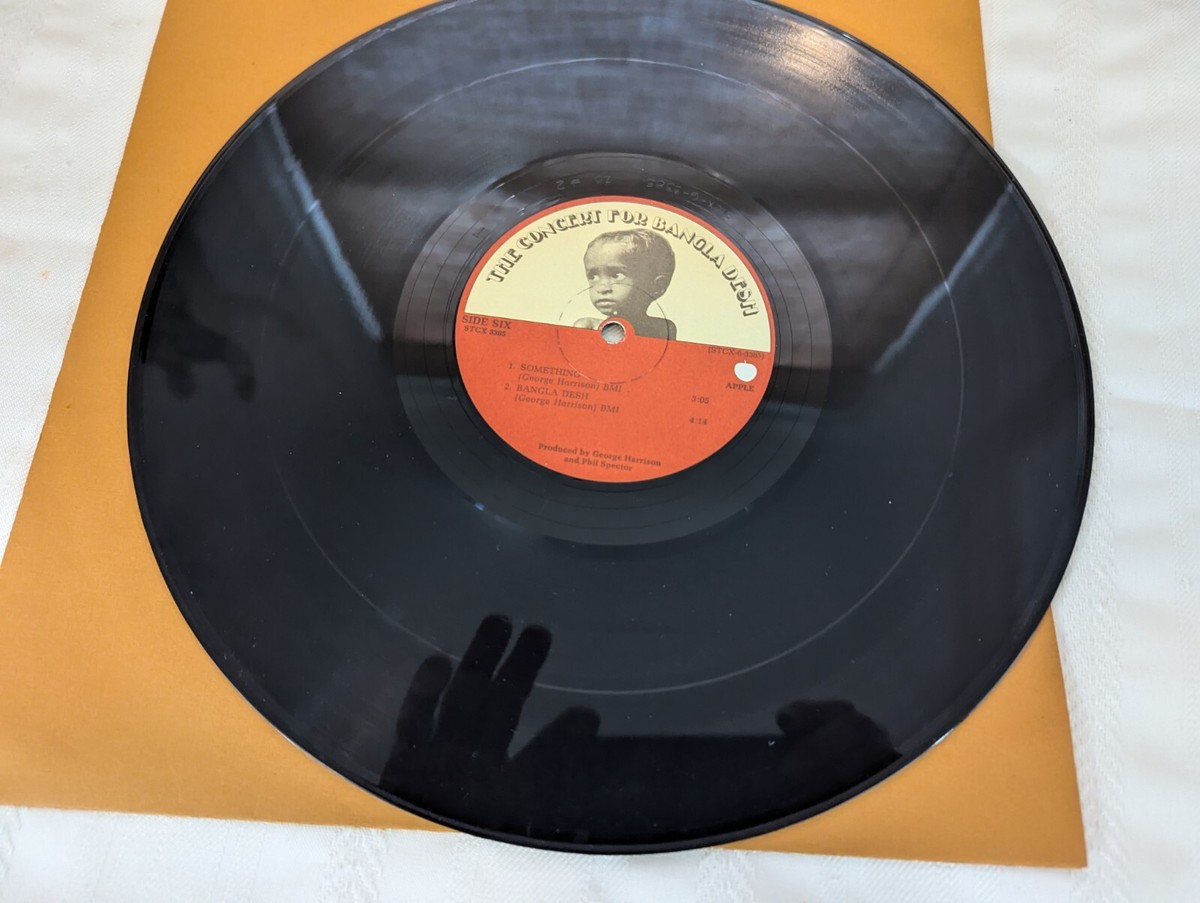 THE CONCERT FOR BANGLA DESH
SIDE SIX
STCX 3385
(STCX-6-3385)
APPLE
1. SOMETHING 3:05
(George Harrison) BMI
2. BANGLA DESH 4:14
(George Harrison) BMI
Produced by George Harrison
and Phil Spector